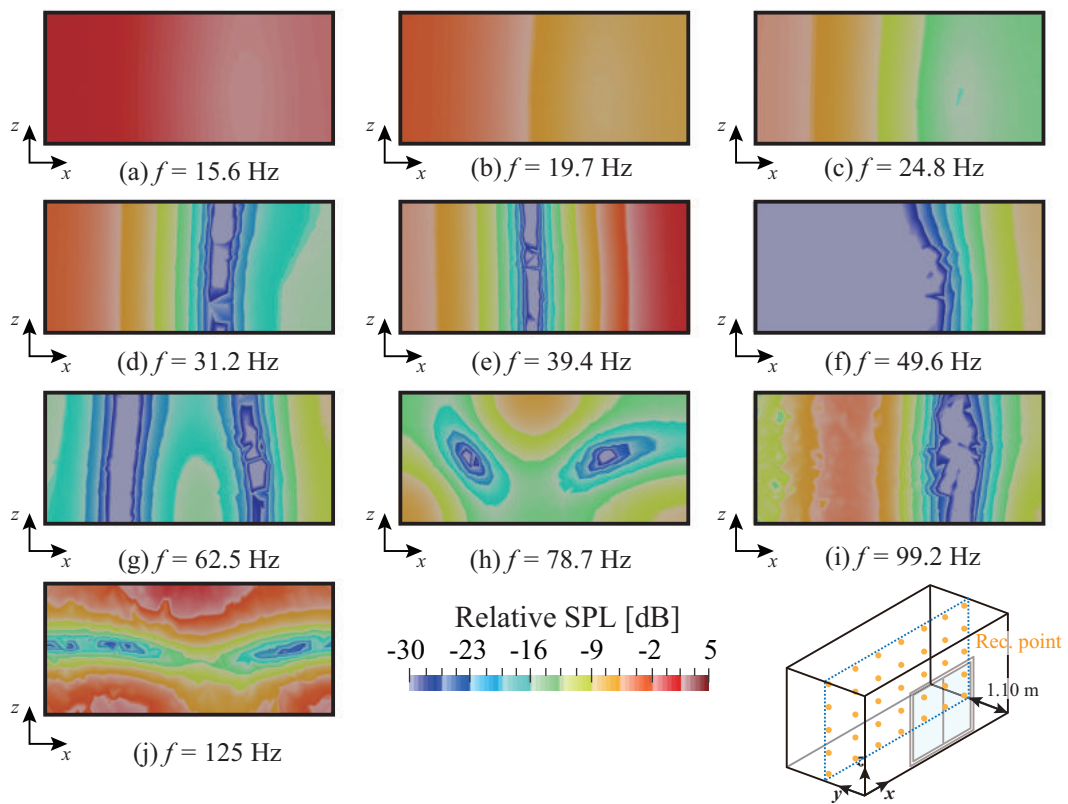 z
x
(a) f = 15.6 Hz
z
x
(b) f = 19.7 Hz
z
x
(c) f = 24.8 Hz
z
x
(d) f = 31.2 Hz
z
x
(e) f = 39.4 Hz
z
x
(f) f = 49.6 Hz
z
x
(g) f = 62.5 Hz
z
x
(h) f = 78.7 Hz
z
x
(i) f = 99.2 Hz
z
x
(j) f = 125 Hz
Relative SPL [dB]
-30 -23 -16 -9 -2 5
Rec. point
1.10 m
z
y
x